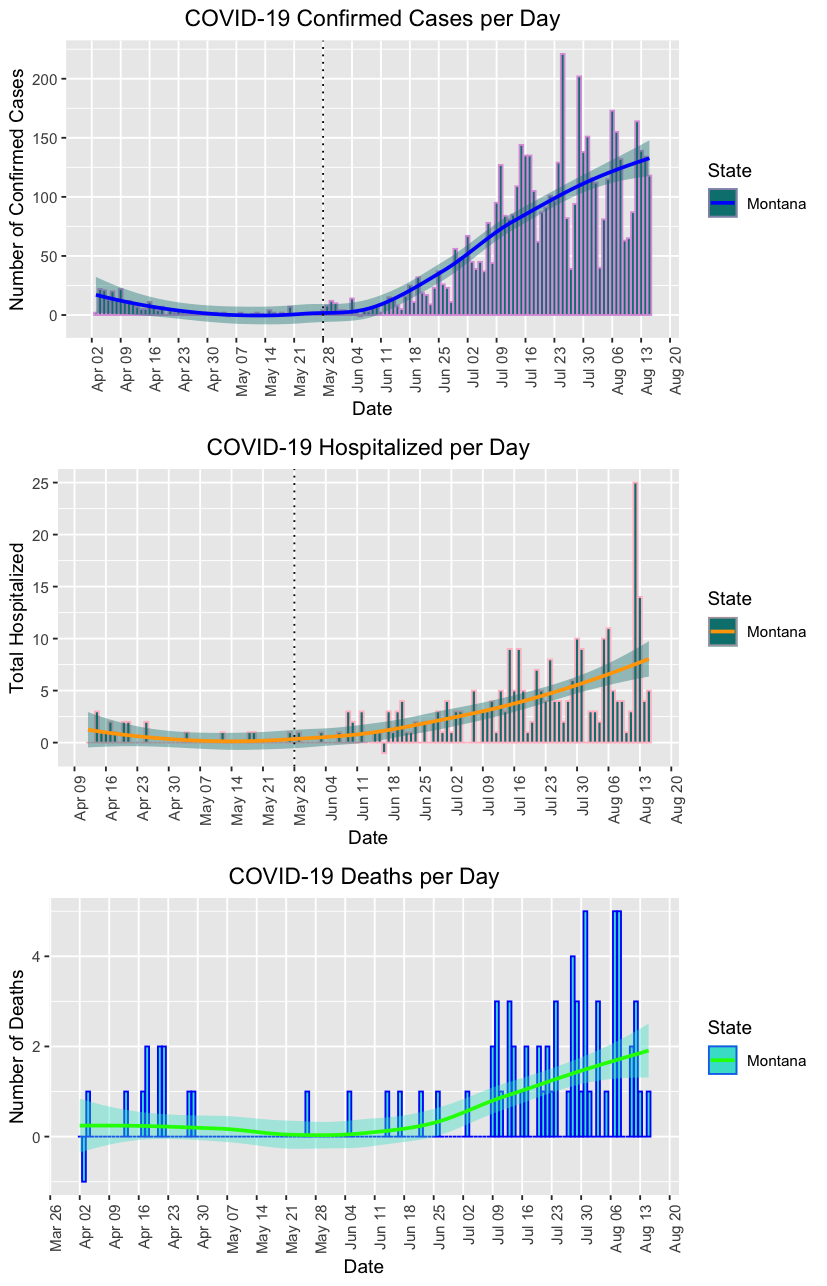 COVID-19 Confirmed Cases per Day
Number of Confirmed Cases
200
150
100
50
0
Apr 02
Apr 09
Apr 16
Apr 23
Apr 30
May 07
May 14
May 21
May 28
Jun 04
Jun 11
Jun 18
Jun 25
Jul 02
Jul 09
Jul 16
Jul 23
Jul 30
Aug 06
Aug 13
Aug 20
Date
State
Montana
COVID-19 Hospitalized per Day
Total Hospitalized
25
20
15
10
5
0
Apr 09
Apr 16
Apr 23
Apr 30
May 07
May 14
May 21
May 28
Jun 04
Jun 11
Jun 18
Jun 25
Jul 02
Jul 09
Jul 16
Jul 23
Jul 30
Aug 06
Aug 13
Aug 20
Date
State
Montana
COVID-19 Deaths per Day
Number of Deaths
4
2
0
Mar 26
Apr 02
Apr 09
Apr 16
Apr 23
Apr 30
May 07
May 14
May 21
May 28
Jun 04
Jun 11
Jun 18
Jun 25
Jul 02
Jul 09
Jul 16
Jul 23
Jul 30
Aug 06
Aug 13
Aug 20
Date
State
Montana